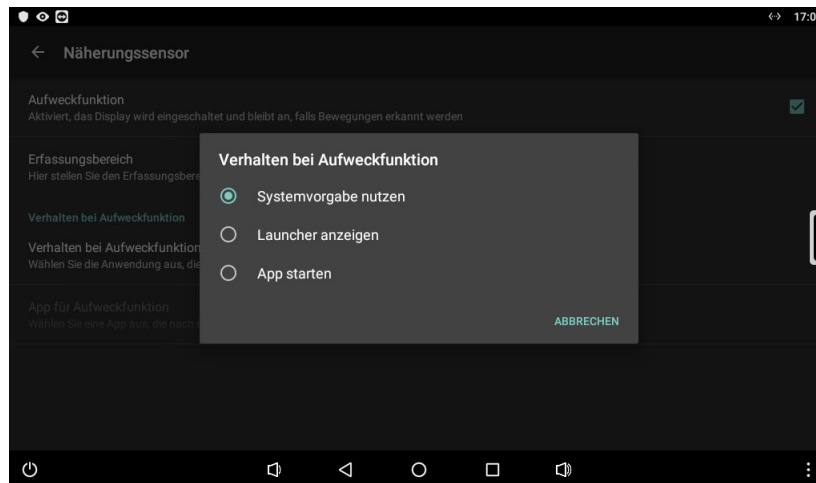 17:0
Näherungssensor
Aufweckfunktion
Aktiviert, das Display wird eingeschaltet und bleibt an, falls Bewegungen erkannt werden
Erfassungsbereich
Hier stellen Sie den Erfassungsbere
Verhalten bei Aufweckfunktion
Verhalten bei Aufweckfunktion
Wählen Sie die Anwendung aus, die
App für Aufweckfunktion
Wählen Sie eine App aus, die nach
Verhalten bei Aufweckfunktion
Systemvorgabe nutzen
Launcher anzeigen
App starten
ABBRECHEN